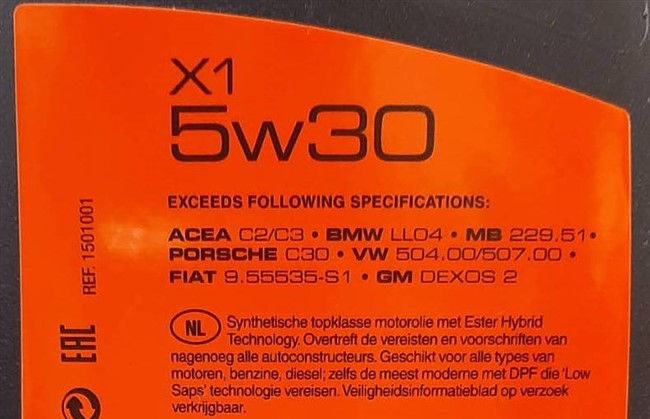 X1
5w30
EXCEEDS FOLLOWING SPECIFICATIONS:
ACEA C2/C3 • BMW LL04 • MB 229.51 •
PORSCHE C30 • VW 504.00/507.00 •
FIAT 9.55535-S1 • GM DEXOS 2
NL Synthetische topklasse motorolie met Ester Hybrid
Technology. Overtreft de vereisten en voorschriften van
nagenoeg alle autoconstructeurs. Geschikt voor alle types van
motoren, benzine, diesel; zelfs de meest moderne met DPF die 'Low
Saps' technologie vereisen. Veiligheidsinformatieblad op verzoek
verkrijgbaar.
REF. 1501001
EAC